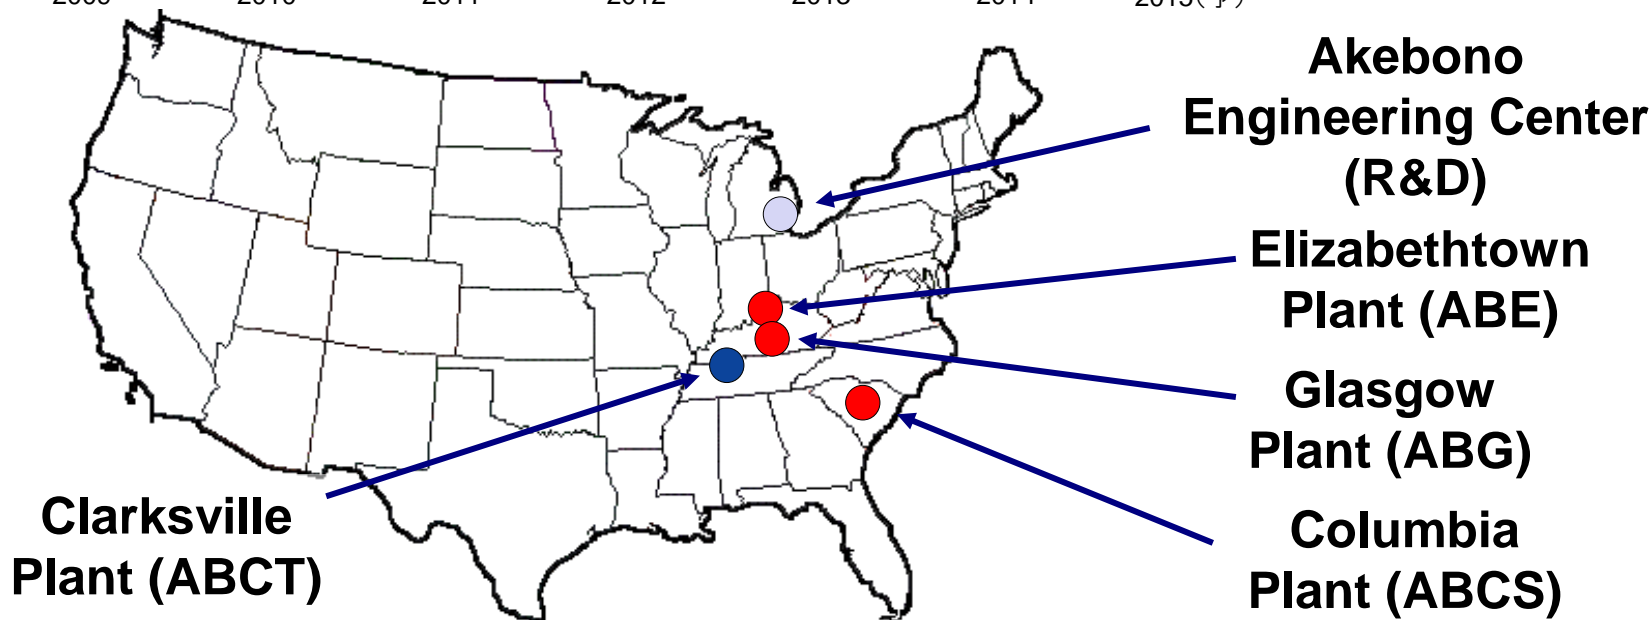 Akebono
Engineering Center
(R&D)
Elizabethtown
Plant (ABE)
Glasgow
Plant (ABG)
Columbia
Plant (ABCS)
Clarksville
Plant (ABCT)